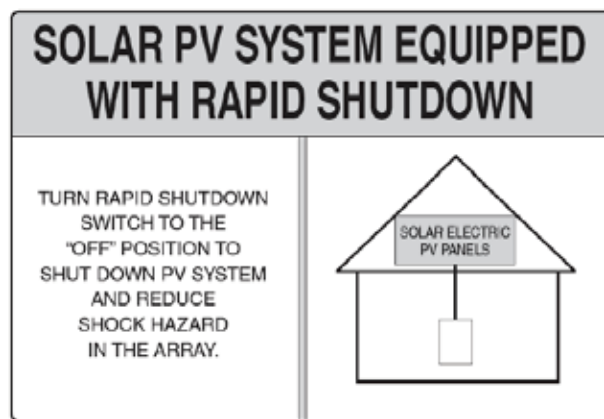 SOLAR PV SYSTEM EQUIPPED
WITH RAPID SHUTDOWN
TURN RAPID SHUTDOWN
SWITCH TO THE
"OFF" POSITION TO
SHUT DOWN PV SYSTEM
AND REDUCE
SHOCK HAZARD
IN THE ARRAY.
SOLAR ELECTRIC
PV PANELS